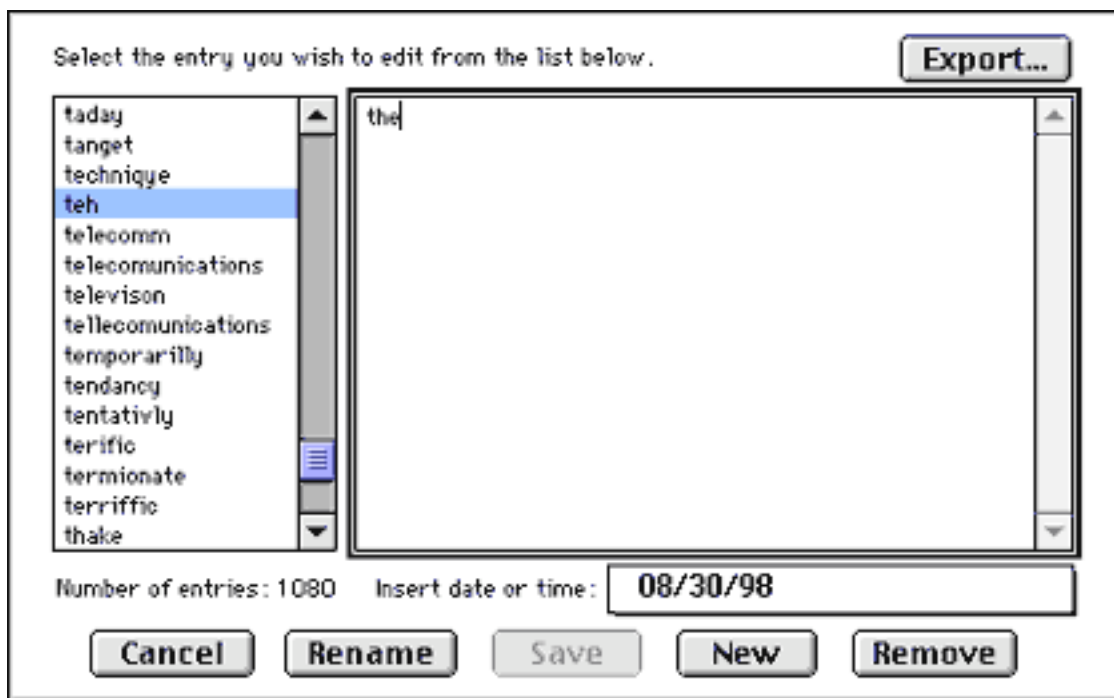 Select the entry you wish to edit from the list below.
Export...
taday
tanget
techniqye
teh
telecomm
telecomunications
televison
tellecomunications
temporarilly
tendancy
tentativly
terific
termionate
terriffic
thake
the
Number of entries: 1080
Insert date or time:
08/30/98
Cancel
Rename
Save
New
Remove